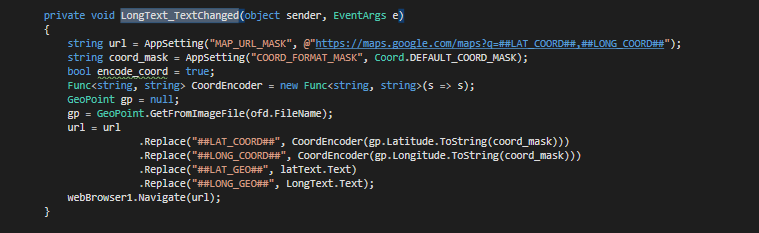 private void LongText_TextChanged(object sender, EventArgs e)
{
string url = AppSetting("MAP_URL_MASK", @"https://maps.google.com/maps?q=##LAT_COORD##,##LONG_COORD##");
string coord_mask = AppSetting("COORD_FORMAT_MASK", Coord.DEFAULT_COORD_MASK);
bool encode_coord = true;
Func<string, string> CoordEncoder = new Func<string, string>(s => s);
GeoPoint gp = null;
gp = GeoPoint.GetFromImageFile(ofd.FileName);
url = url
.Replace("##LAT_COORD##", CoordEncoder(gp.Latitude.ToString(coord_mask)))
.Replace("##LONG_COORD##", CoordEncoder(gp.Longitude.ToString(coord_mask)))
.Replace("##LAT_GEO##", latText.Text)
.Replace("##LONG_GEO##", LongText.Text);
webBrowser1.Navigate(url);
}